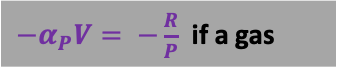 −α_P V = −R/P if a gas